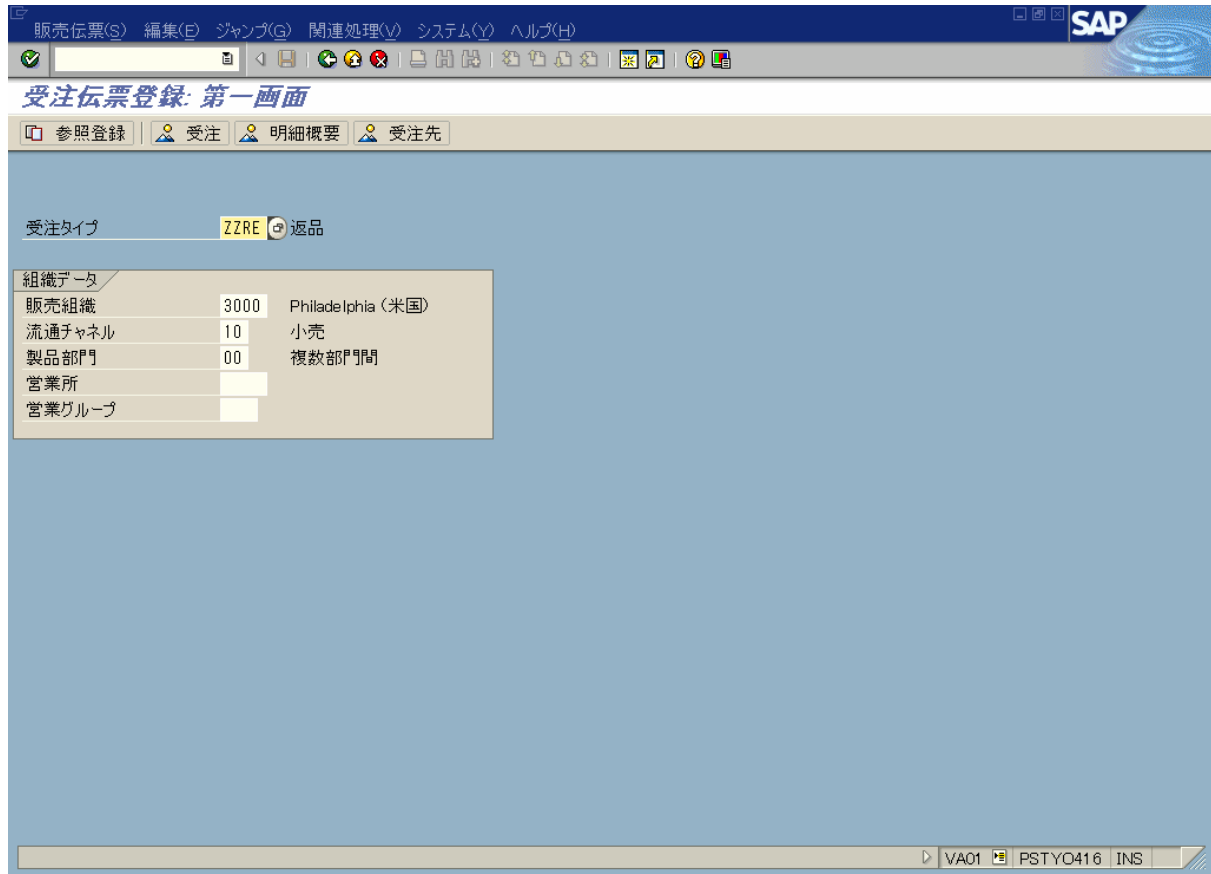 販売伝票(S) 編集(E) ジャンプ(G) 関連処理(V) システム(Y) ヘルプ(H)
SAP
受注伝票登録: 第一画面
参照登録 受注 明細概要 受注先
受注タイプ ZZRE 返品
組織データ
販売組織 3000 Philadelphia (米国)
流通チャネル 10 小売
製品部門 00 複数部門間
営業所
営業グループ
VA01 PSTYO416 INS